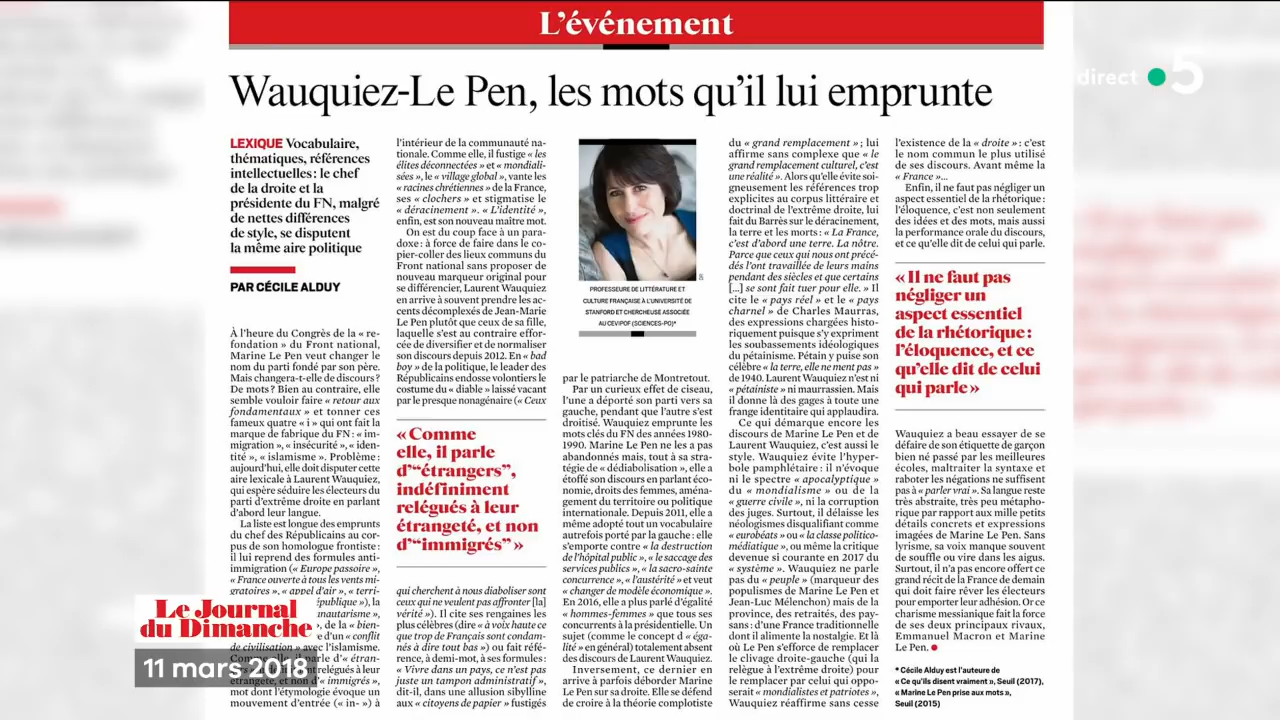 L'événement
direct 5
Wauquiez-Le Pen, les mots qu'il lui emprunte
LEXIQUE Vocabulaire,
thématiques, références
intellectuelles : le chef
de la droite et la
présidente du FN, malgré
de nettes différences
de style, se disputent
la même aire politique
PAR CÉCILE ALDUY
À l'heure du Congrès de la « re-
fondation » du Front national,
Marine Le Pen veut changer le
nom du parti fondé par son père.
Mais changera-t-elle de discours ?
De mots ? Bien au contraire, elle
semble vouloir faire « retour aux
fondamentaux » et tonner ces
fameux quatre « i » qui ont fait la
marque de fabrique du FN : « im-
migration », « insécurité », « iden-
tité », « islamisme ». Problème :
aujourd'hui, elle doit disputer cette
aire lexicale à Laurent Wauquiez,
qui espère séduire les électeurs du
parti d'extrême droite en parlant
d'abord leur langue.
La liste est longue des emprunts
du chef des Républicains au cor-
pus de son homologue frontiste :
il lui reprend des formules anti-
immigration (« Europe passoire »,
« France ouverte à tous les vents mi-
gratoires », « appel d'air », « terri-
épublique »), la
nautarisme »,
, de la « bien-
d'un « conflit
de civilisation » avec l'islamisme.
Comme elle, il parle d'« étran-
relégués à leur
étrangeté, et non d'« immigrés »,
mot dont l'étymologie évoque un
mouvement d'entrée (« in- ») à
l'intérieur de la communauté na-
tionale. Comme elle, il fustige « les
élites déconnectées » et « mondiali-
sées », le « village global », vante les
« racines chrétiennes » de la France,
ses « clochers » et stigmatise le
« déracinement ». « L'identité »,
enfin, est son nouveau maître mot.
On est du coup face à un para-
doxe : à force de faire dans le co-
pier-coller des lieux communs du
Front national sans proposer de
nouveau marqueur original pour
se différencier, Laurent Wauquiez
en arrive à souvent prendre les ac-
cents décomplexés de Jean-Marie
Le Pen plutôt que ceux de sa fille,
laquelle s'est au contraire effor-
cée de diversifier et de normaliser
son discours depuis 2012. En « bad
boy » de la politique, le leader des
Républicains endosse volontiers le
costume du « diable » laissé vacant
par le presque nonagénaire (« Ceux
« Comme
elle, il parle
d'"étrangers",
indéfiniment
relégués à leur
étrangeté, et non
d'"immigrés" »
qui cherchent à nous diaboliser sont
ceux qui ne veulent pas affronter [la]
vérité »). Il cite ses rengaines les
plus célèbres (dire « à voix haute ce
que trop de Français sont condam-
nés à dire tout bas ») ou fait réfé-
rence, à demi-mot, à ses formules :
« Vivre dans un pays, ce n'est pas
juste un tampon administratif »,
dit-il, dans une allusion sibylline
aux « citoyens de papier » fustigés
PROFESSEURE DE LITTÉRATURE ET
CULTURE FRANÇAISE À L'UNIVERSITÉ DE
STANFORD ET CHERCHEUSE ASSOCIÉE
AU CEVIPOF (SCIENCES-PO)*
par le patriarche de Montretout.
Par un curieux effet de ciseau,
l'une a déporté son parti vers sa
gauche, pendant que l'autre s'est
droitisé. Wauquiez emprunte les
mots clés du FN des années 1980-
1990. Marine Le Pen ne les a pas
abandonnés mais, tout à sa stra-
tégie de « dédiabolisation », elle a
étoffé son discours en parlant éco-
nomie, droits des femmes, aména-
gement du territoire ou politique
internationale. Depuis 2011, elle a
même adopté tout un vocabulaire
autrefois porté par la gauche : elle
s'emporte contre « la destruction
de l'hôpital public », « le saccage des
services publics », « la sacro-sainte
concurrence », « l'austérité » et veut
« changer de modèle économique ».
En 2016, elle a plus parlé d'égalité
« hommes-femmes » que tous ses
concurrents à la présidentielle. Un
sujet (comme le concept d'« éga-
lité » en général) totalement absent
des discours de Laurent Wauquiez.
Inversement, ce dernier en
arrive à parfois déborder Marine
Le Pen sur sa droite. Elle se défend
de croire à la théorie complotiste
du « grand remplacement » ; lui
affirme sans complexe que « le
grand remplacement culturel, c'est
une réalité ». Alors qu'elle évite soi-
gneusement les références trop
explicites au corpus littéraire et
doctrinal de l'extrême droite, lui
fait du Barrès sur le déracinement,
la terre et les morts : « La France,
c'est d'abord une terre. La nôtre.
Parce que ceux qui nous ont précé-
dés l'ont travaillée de leurs mains
pendant des siècles et que certains
[...] se sont fait tuer pour elle. » Il
cite le « pays réel » et le « pays
charnel » de Charles Maurras,
des expressions chargées histo-
riquement puisque s'y expriment
les soubassements idéologiques
du pétainisme. Pétain y puise son
célèbre « la terre, elle ne ment pas »
de 1940. Laurent Wauquiez n'est ni
« pétainiste » ni maurrassien. Mais
il donne là des gages à toute une
frange identitaire qui applaudira.
Ce qui démarque encore les
discours de Marine Le Pen et de
Laurent Wauquiez, c'est aussi le
style. Wauquiez évite l'hyper-
bole pamphlétaire : il n'évoque
ni le spectre « apocalyptique »
du « mondialisme » ou de la
« guerre civile », ni la corruption
des juges. Surtout, il délaisse les
néologismes disqualifiant comme
« eurobéats » ou « la classe politico-
médiatique », ou même la critique
devenue si courante en 2017 du
« système ». Wauquiez ne parle
pas du « peuple » (marqueur des
populismes de Marine Le Pen et
Jean-Luc Mélenchon) mais de la
province, des retraités, des pay-
sans : d'une France traditionnelle
dont il alimente la nostalgie. Et là
où Le Pen s'efforce de remplacer
le clivage droite-gauche (qui la
relègue à l'extrême droite) pour
le remplacer par celui qui oppo-
serait « mondialistes et patriotes »,
Wauquiez réaffirme sans cesse
l'existence de la « droite » : c'est
le nom commun le plus utilisé
de ses discours. Avant même la
« France »...
Enfin, il ne faut pas négliger un
aspect essentiel de la rhétorique :
l'éloquence, c'est non seulement
des idées et des mots, mais aussi
la performance orale du discours,
et ce qu'elle dit de celui qui parle.
« Il ne faut pas
négliger un
aspect essentiel
de la rhétorique :
l'éloquence, et ce
qu'elle dit de celui
qui parle »
Wauquiez a beau essayer de se
défaire de son étiquette de garçon
bien né passé par les meilleures
écoles, maltraiter la syntaxe et
raboter les négations ne suffisent
pas à « parler vrai ». Sa langue reste
très abstraite, très peu métapho-
rique par rapport aux mille petits
détails concrets et expressions
imagées de Marine Le Pen. Sans
lyrisme, sa voix manque souvent
de souffle ou vire dans les aigus.
Surtout, il n'a pas encore offert ce
grand récit de la France de demain
qui doit faire rêver les électeurs
pour emporter leur adhésion. Or ce
charisme messianique fait la force
de ses deux principaux rivaux,
Emmanuel Macron et Marine
Le Pen.
* Cécile Alduy est l'auteure de
« Ce qu'ils disent vraiment », Seuil (2017),
« Marine Le Pen prise aux mots »,
Seuil (2015)
Le Journal
du Dimanche
11 mars 2018